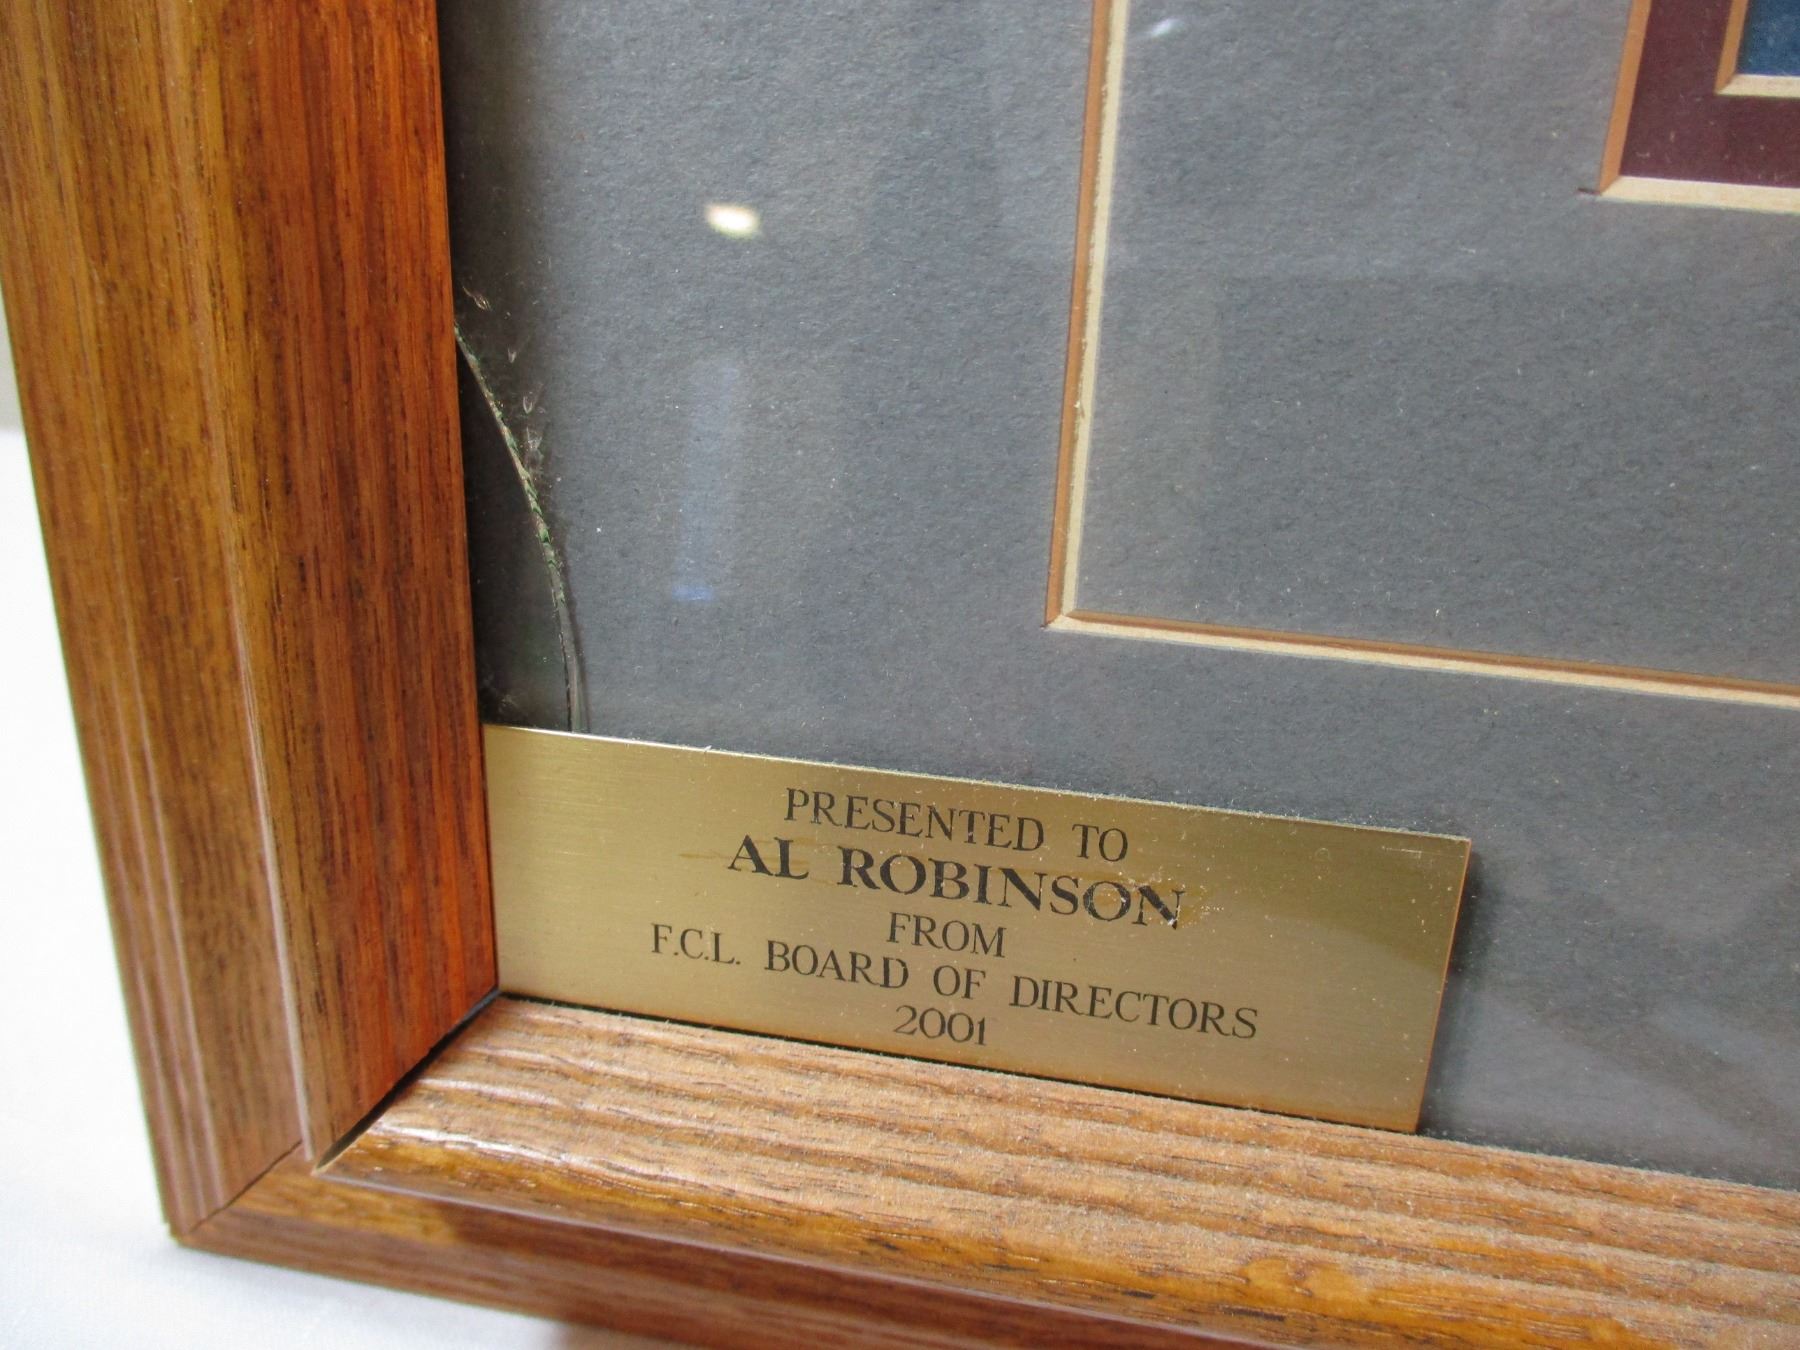 PRESENTED TO
AL ROBINSON
FROM
F.C.L. BOARD OF DIRECTORS
2001